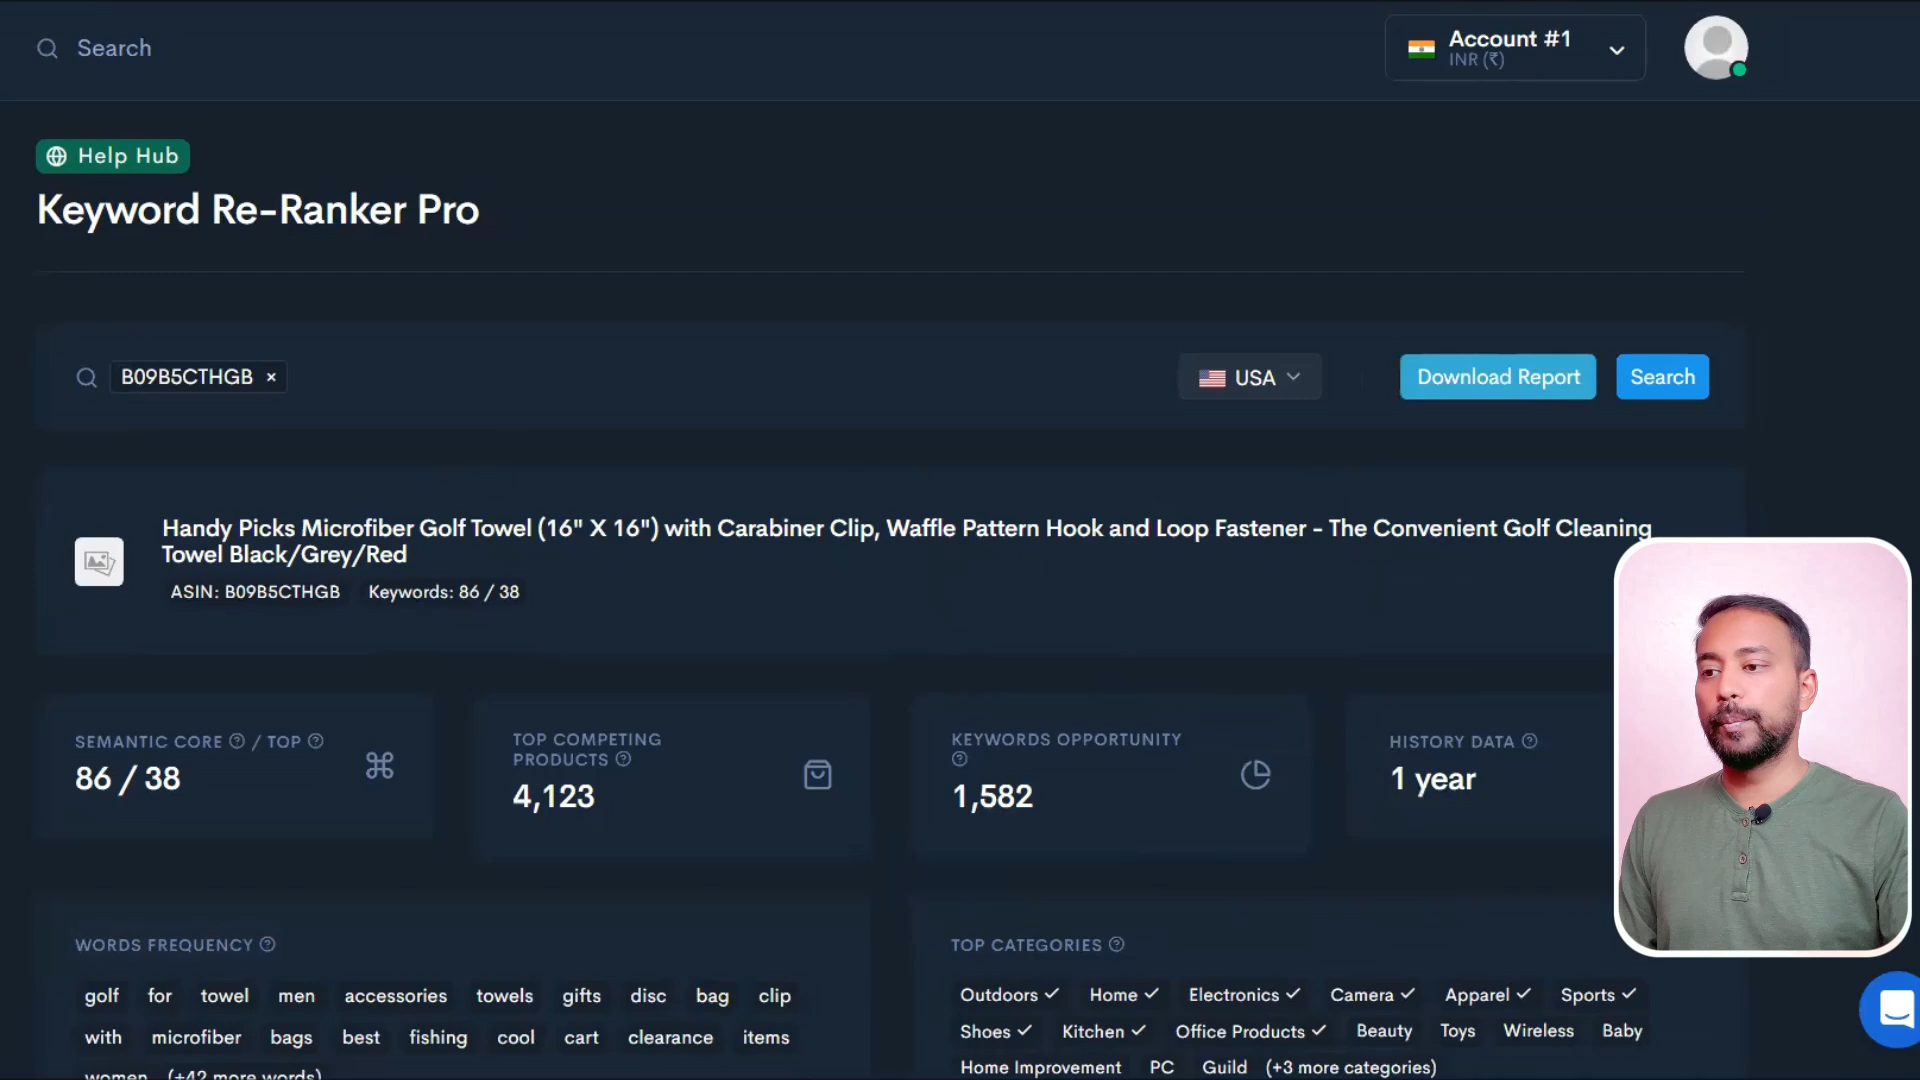 Search
Account #1
INR (₹)
Help Hub
Keyword Re-Ranker Pro
B09B5CTHGB ×
USA
Download Report
Search
Handy Picks Microfiber Golf Towel (16" X 16") with Carabiner Clip, Waffle Pattern Hook and Loop Fastener - The Convenient Golf Cleaning
Towel Black/Grey/Red
ASIN: B09B5CTHGB Keywords: 86 / 38
SEMANTIC CORE / TOP
86 / 38
TOP COMPETING
PRODUCTS
4,123
KEYWORDS OPPORTUNITY
1,582
HISTORY DATA
1 year
WORDS FREQUENCY
golf for towel men accessories towels gifts disc bag clip
with microfiber bags best fishing cool cart clearance items
women (+42 more words)
TOP CATEGORIES
Outdoors Home Electronics Camera Apparel Sports
Shoes Kitchen Office Products Beauty Toys Wireless Baby
Home Improvement PC Guild (+3 more categories)